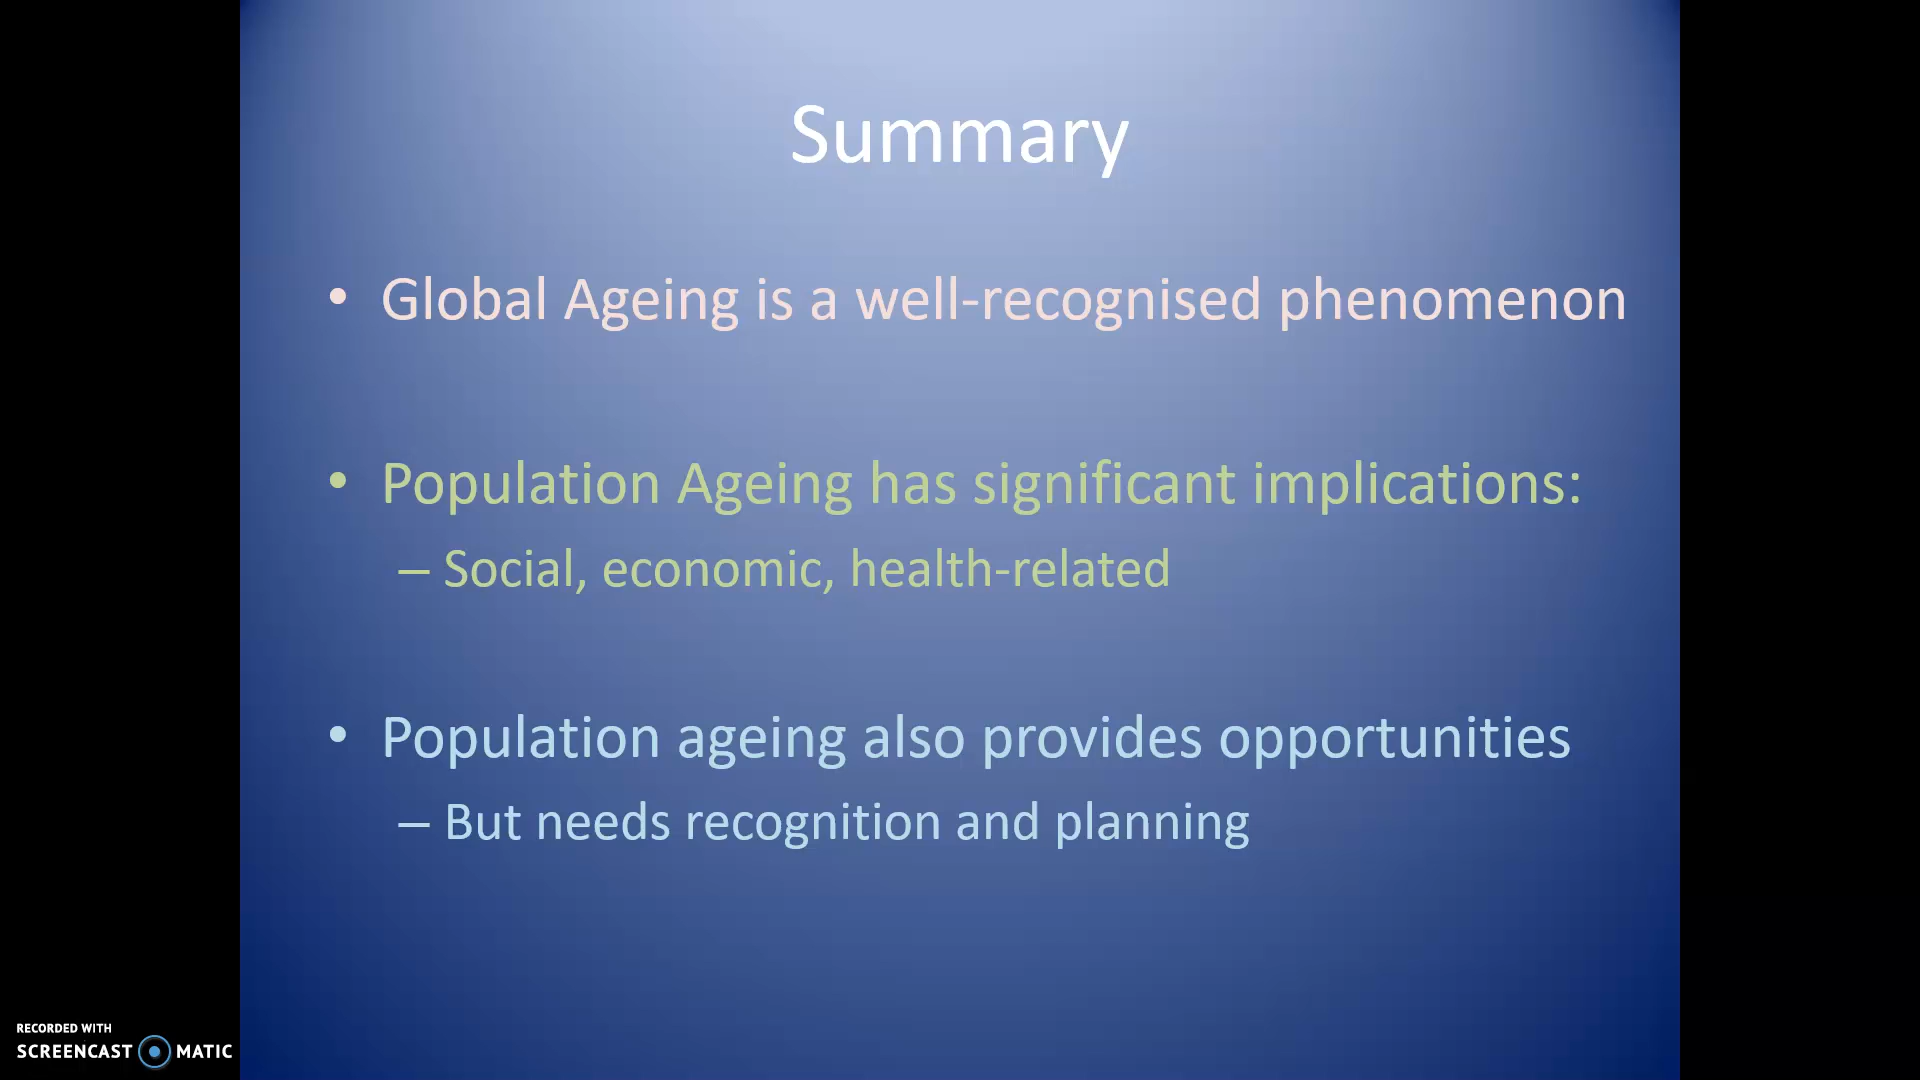 Summary
• Global Ageing is a well-recognised phenomenon
• Population Ageing has significant implications:
– Social, economic, health-related
• Population ageing also provides opportunities
– But needs recognition and planning
RECORDED WITH
SCREENCAST MATIC